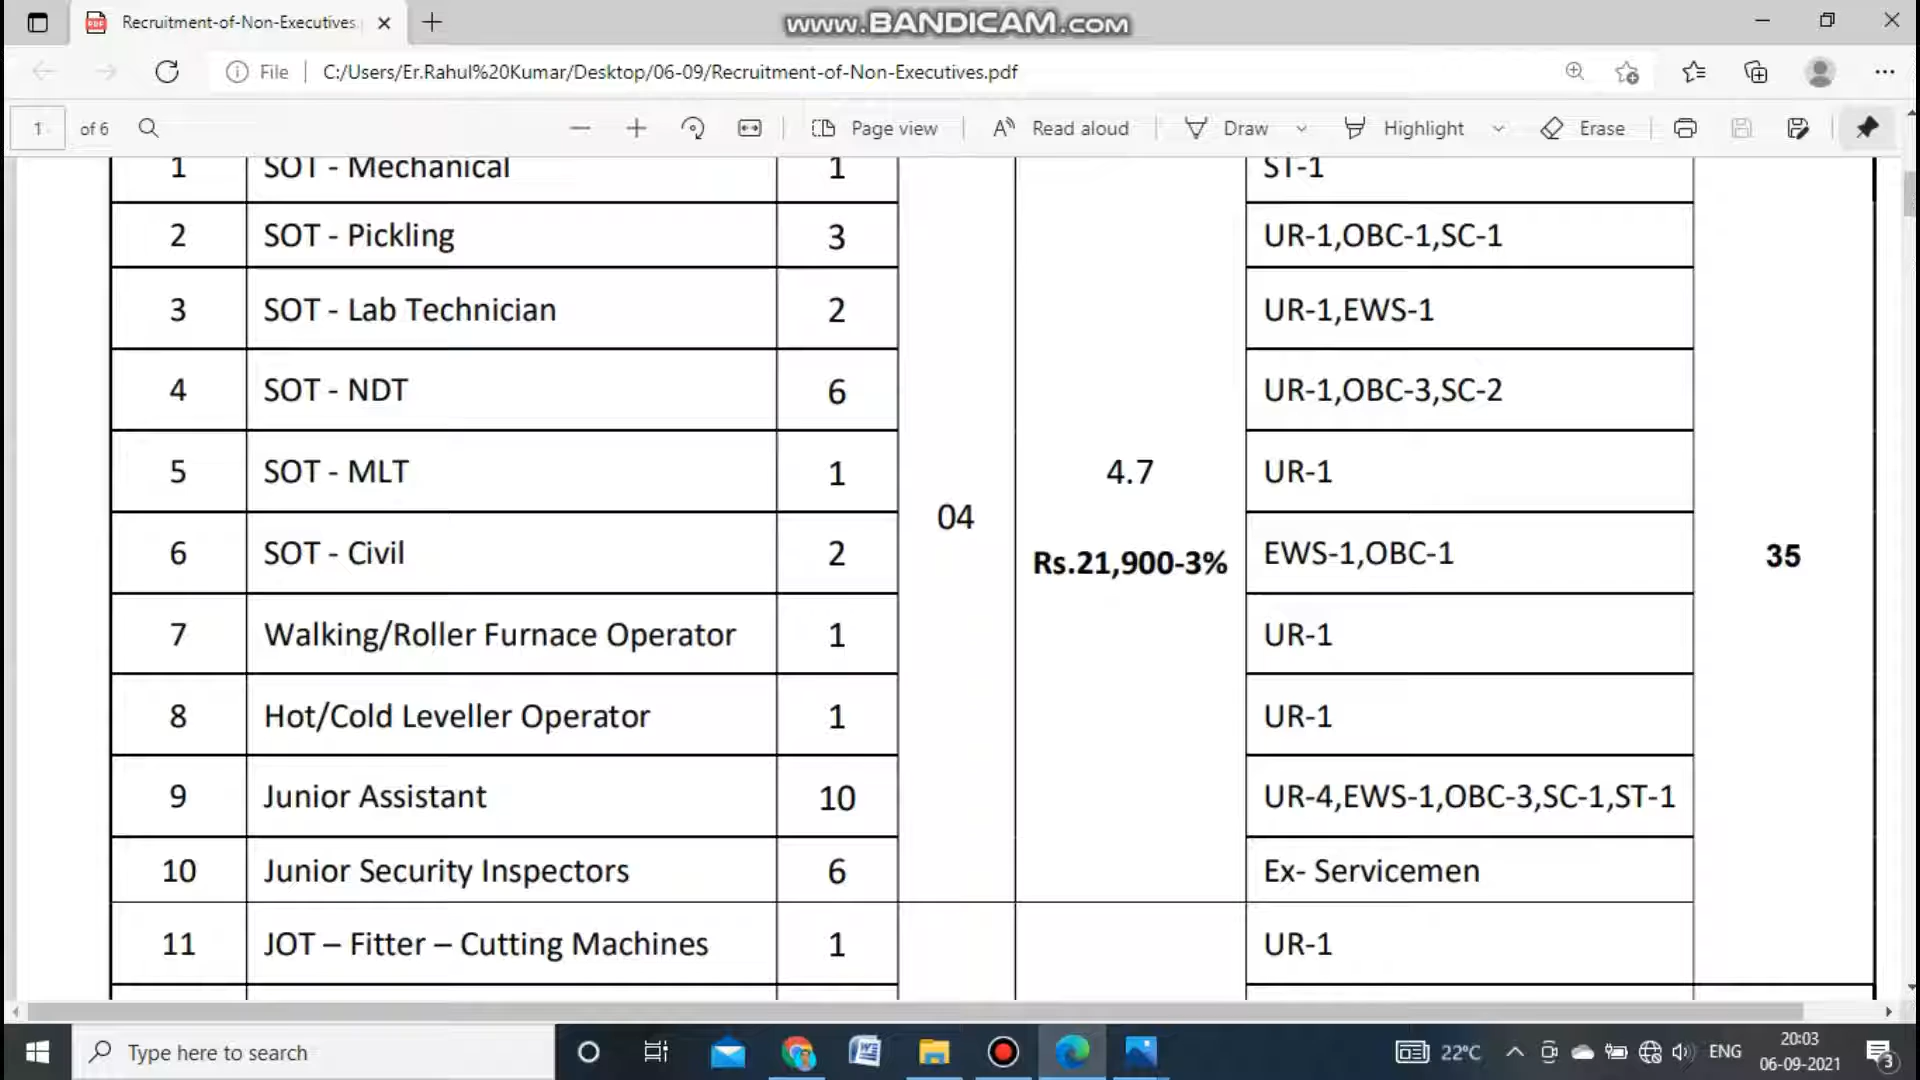 Recruitment-of-Non-Executives
www.BANDICAM.com
File C:/Users/Er.Rahul%20Kumar/Desktop/06-09/Recruitment-of-Non-Executives.pdf
1 of 6 Page view Read aloud Draw Highlight Erase
1 SOT - Mechanical 1 ST-1
2 SOT - Pickling 3 UR-1,OBC-1,SC-1
3 SOT - Lab Technician 2 UR-1,EWS-1
4 SOT - NDT 6 UR-1,OBC-3,SC-2
5 SOT - MLT 1 4.7 UR-1
04
6 SOT - Civil 2 Rs.21,900-3% EWS-1,OBC-1 35
7 Walking/Roller Furnace Operator 1 UR-1
8 Hot/Cold Leveller Operator 1 UR-1
9 Junior Assistant 10 UR-4,EWS-1,OBC-3,SC-1,ST-1
10 Junior Security Inspectors 6 Ex- Servicemen
11 JOT – Fitter – Cutting Machines 1 UR-1
Type here to search 22°C ENG 20:03
06-09-2021 3